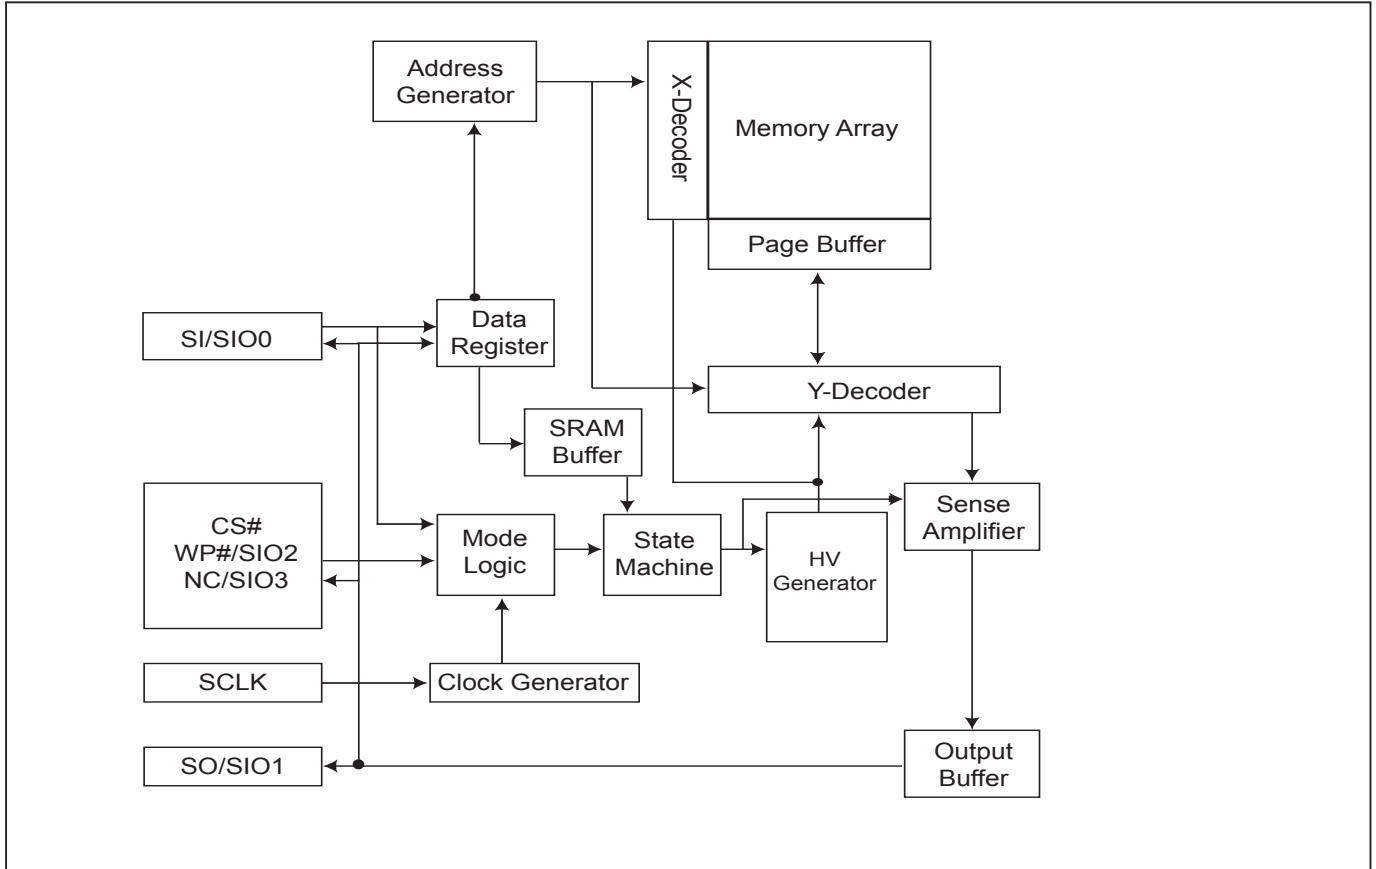 Address
Generator
X-Decoder
Memory Array
Page Buffer
SI/SIO0
Data
Register
Y-Decoder
SRAM
Buffer
CS#
WP#/SIO2
NC/SIO3
Mode
Logic
State
Machine
HV
Generator
Sense
Amplifier
SCLK
Clock Generator
SO/SIO1
Output
Buffer